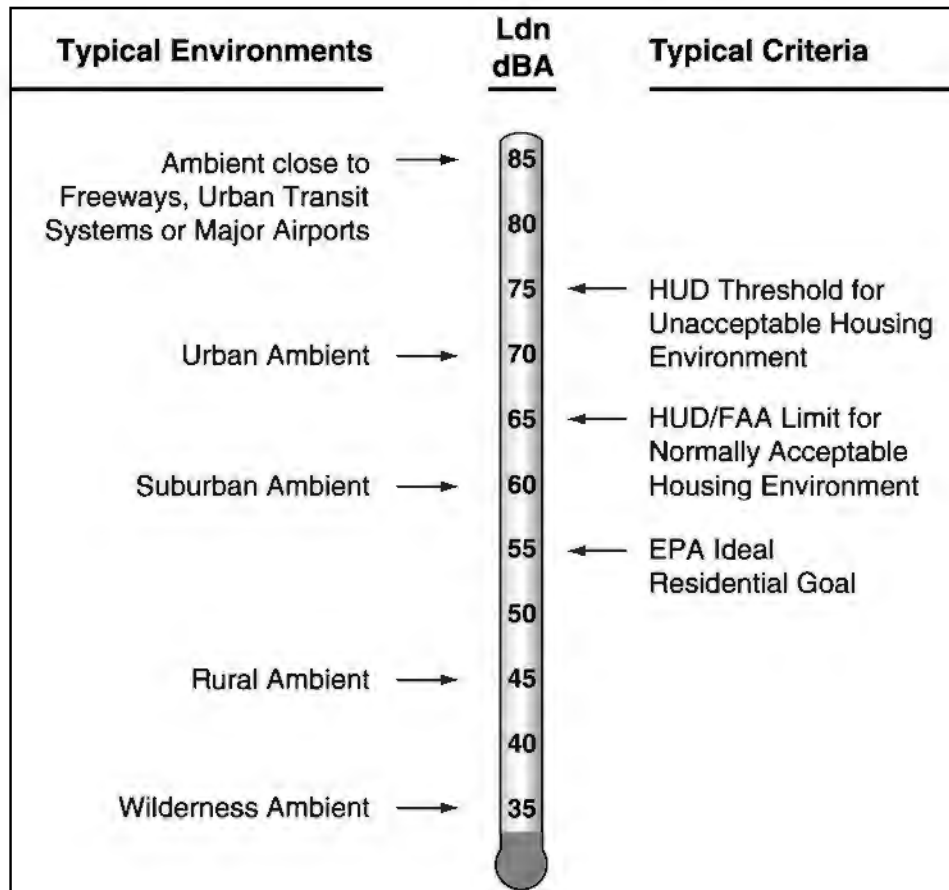 Typical Environments
Ldn
dBA
Typical Criteria
Ambient close to
Freeways, Urban Transit
Systems or Major Airports
85
80
75
HUD Threshold for
Unacceptable Housing
Environment
Urban Ambient
70
65
HUD/FAA Limit for
Normally Acceptable
Housing Environment
Suburban Ambient
60
55
EPA Ideal
Residential Goal
50
Rural Ambient
45
40
Wilderness Ambient
35